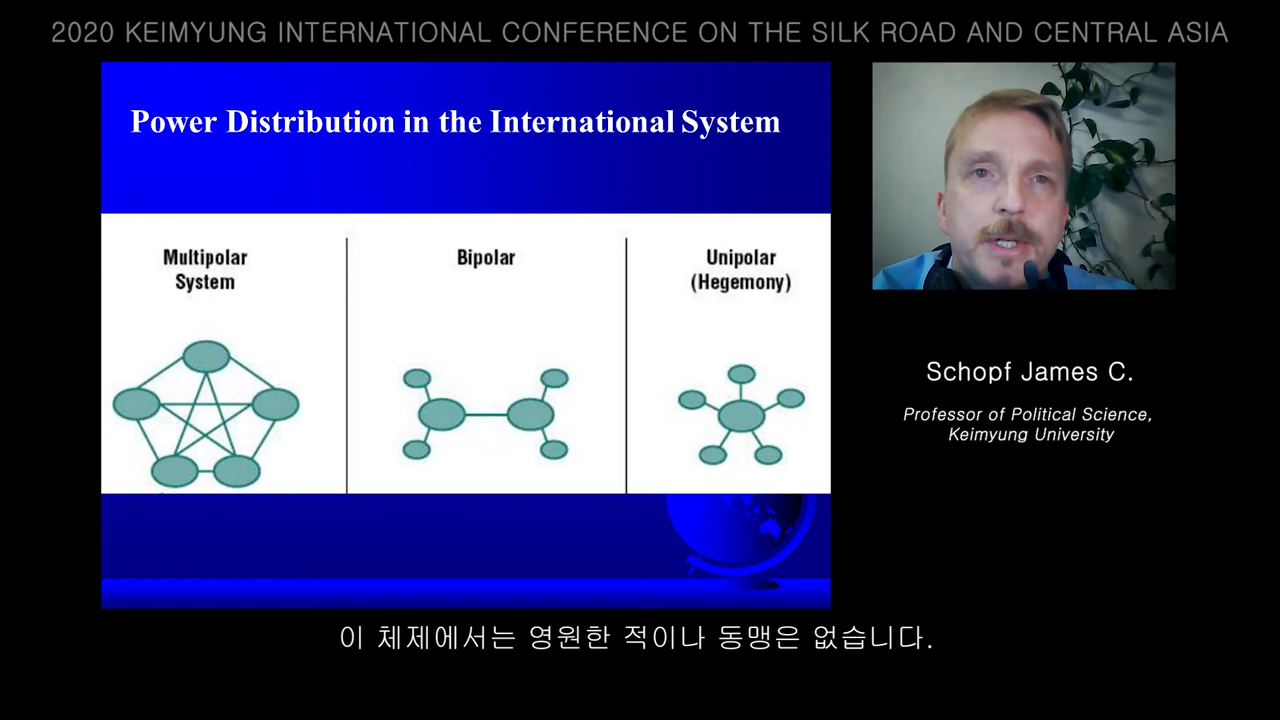 2020 KEIMYUNG INTERNATIONAL CONFERENCE ON THE SILK ROAD AND CENTRAL ASIA
Power Distribution in the International System
Multipolar
System
Bipolar
Unipolar
(Hegemony)
Schopf James C.
Professor of Political Science,
Keimyung University
이 체제에서는 영원한 적이나 동맹은 없습니다.